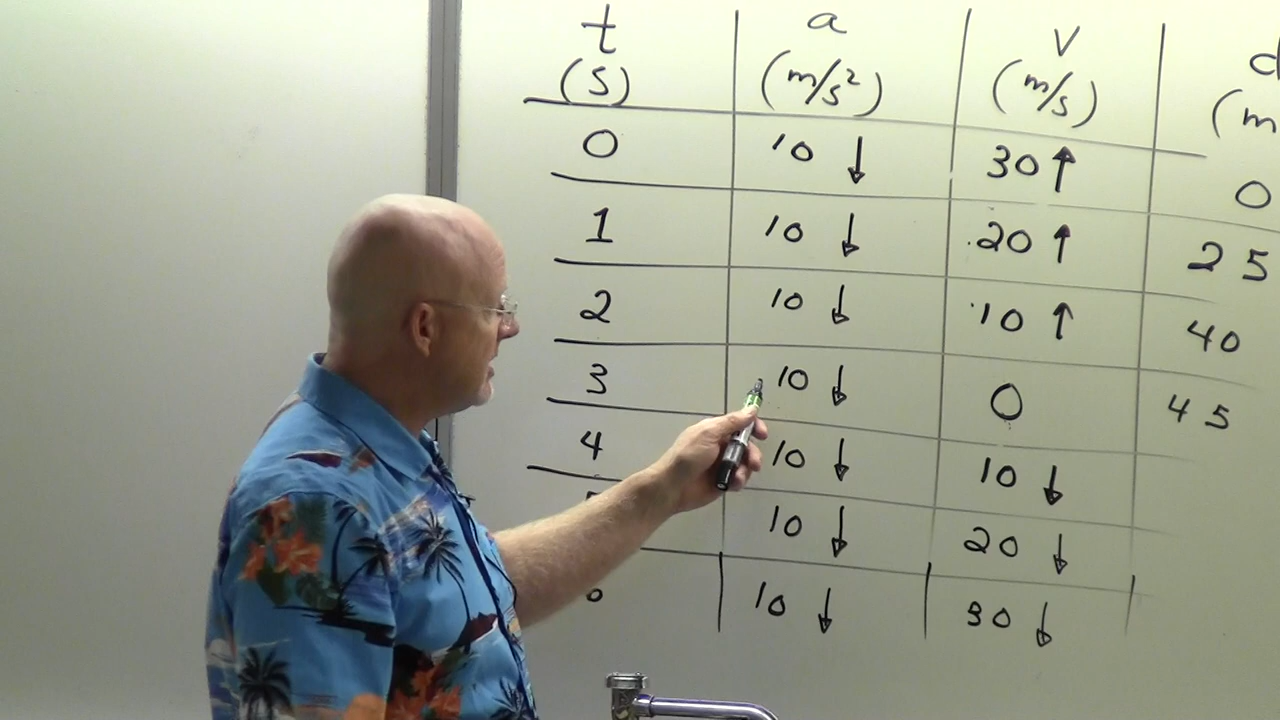 t a v d
(s) (m/s²) (m/s) (m
0 10 ↓ 30 ↑ 0
1 10 ↓ 20 ↑ 25
2 10 ↓ 10 ↑ 40
3 10 ↓ 0 45
4 10 ↓ 10 ↓
10 ↓ 20 ↓
10 ↓ 30 ↓